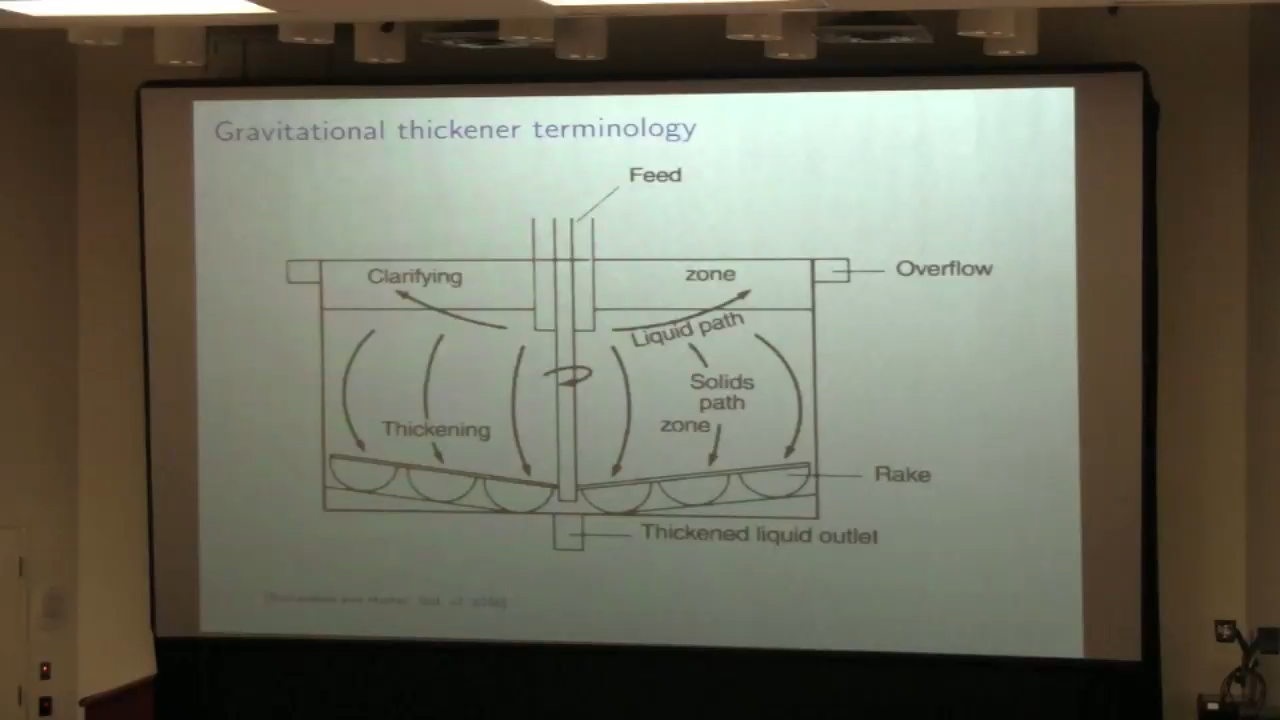 Gravitational thickener terminology
Feed
Clarifying
zone
Overflow
Liquid path
Solids
path
Thickening
zone
Rake
Thickened liquid outlet